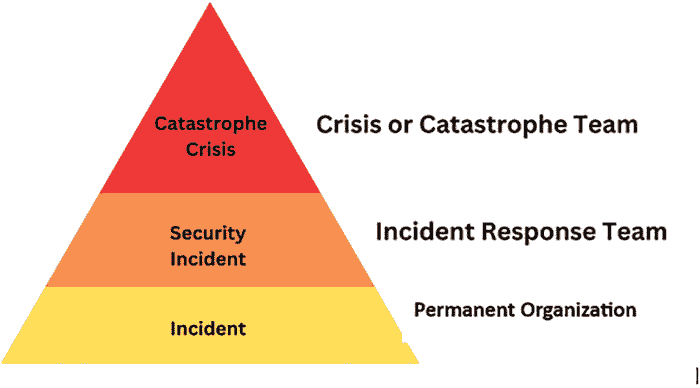 Catastrophe
Crisis
Crisis or Catastrophe Team
Security
Incident
Incident Response Team
Incident
Permanent Organization